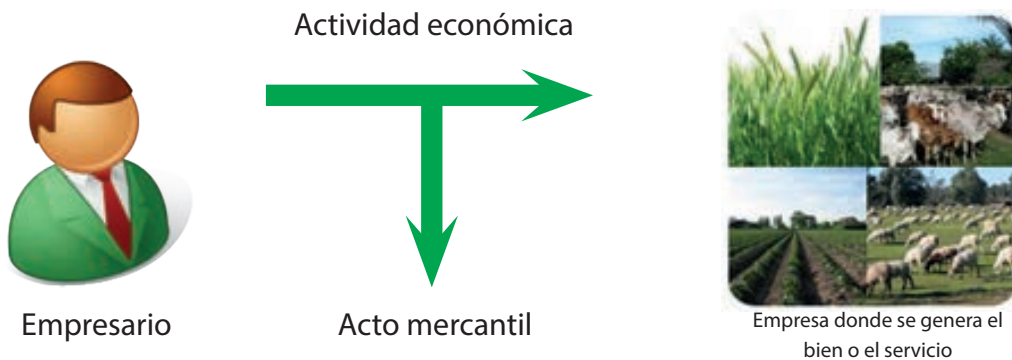 Actividad económica
Empresario
Acto mercantil
Empresa donde se genera el
bien o el servicio